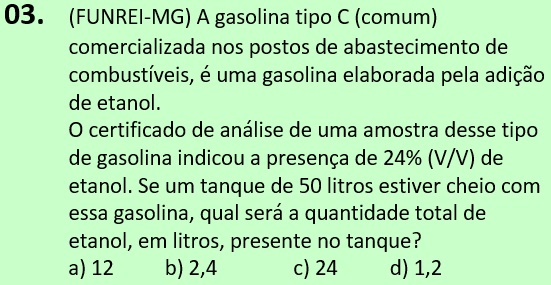 03. (FUNREI-MG) A gasolina tipo C (comum)
comercializada nos postos de abastecimento de
combustíveis, é uma gasolina elaborada pela adição
de etanol.
O certificado de análise de uma amostra desse tipo
de gasolina indicou a presença de 24% (V/V) de
etanol. Se um tanque de 50 litros estiver cheio com
essa gasolina, qual será a quantidade total de
etanol, em litros, presente no tanque?
a) 12 b) 2,4 c) 24 d) 1,2